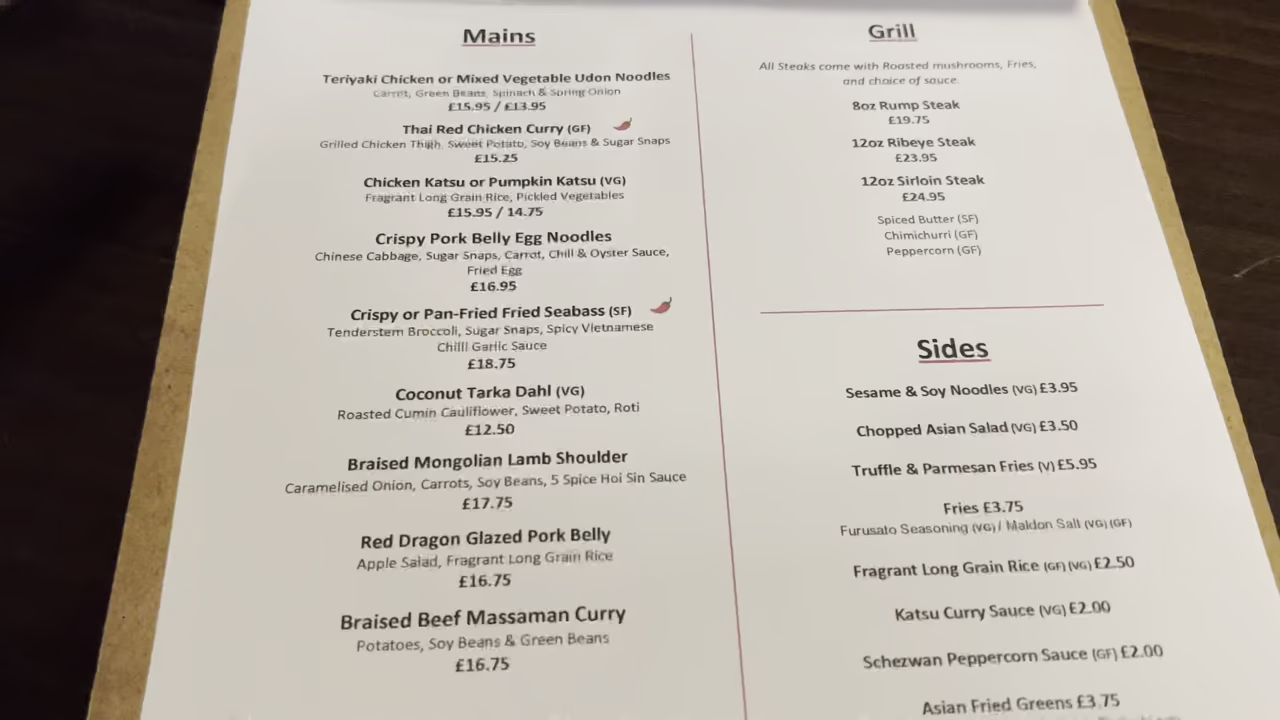 Mains
Teriyaki Chicken or Mixed Vegetable Udon Noodles
Carrot, Green Beans, Spinach & Spring Onion
£15.95 / £13.95
Thai Red Chicken Curry (GF)
Grilled Chicken Thigh, Sweet Potato, Soy Beans & Sugar Snaps
£15.25
Chicken Katsu or Pumpkin Katsu (VG)
Fragrant Long Grain Rice, Pickled Vegetables
£15.95 / 14.75
Crispy Pork Belly Egg Noodles
Chinese Cabbage, Sugar Snaps, Carrot, Chill & Oyster Sauce,
Fried Egg
£16.95
Crispy or Pan-Fried Fried Seabass (SF)
Tenderstem Broccoli, Sugar Snaps, Spicy Vietnamese
Chilli Garlic Sauce
£18.75
Coconut Tarka Dahl (VG)
Roasted Cumin Cauliflower, Sweet Potato, Roti
£12.50
Braised Mongolian Lamb Shoulder
Caramelised Onion, Carrots, Soy Beans, 5 Spice Hoi Sin Sauce
£17.75
Red Dragon Glazed Pork Belly
Apple Salad, Fragrant Long Grain Rice
£16.75
Braised Beef Massaman Curry
Potatoes, Soy Beans & Green Beans
£16.75
Grill
All Steaks come with Roasted mushrooms, Fries,
and choice of sauce.
8oz Rump Steak
£19.75
12oz Ribeye Steak
£23.95
12oz Sirloin Steak
£24.95
Spiced Butter (SF)
Chimichurri (GF)
Peppercorn (GF)
Sides
Sesame & Soy Noodles (VG) £3.95
Chopped Asian Salad (VG) £3.50
Truffle & Parmesan Fries (V) £5.95
Fries £3.75
Furusato Seasoning (VG) / Maldon Salt (VG) (GF)
Fragrant Long Grain Rice (GF) (VG) £2.50
Katsu Curry Sauce (VG) £2.00
Schezwan Peppercorn Sauce (GF) £2.00
Asian Fried Greens £3.75